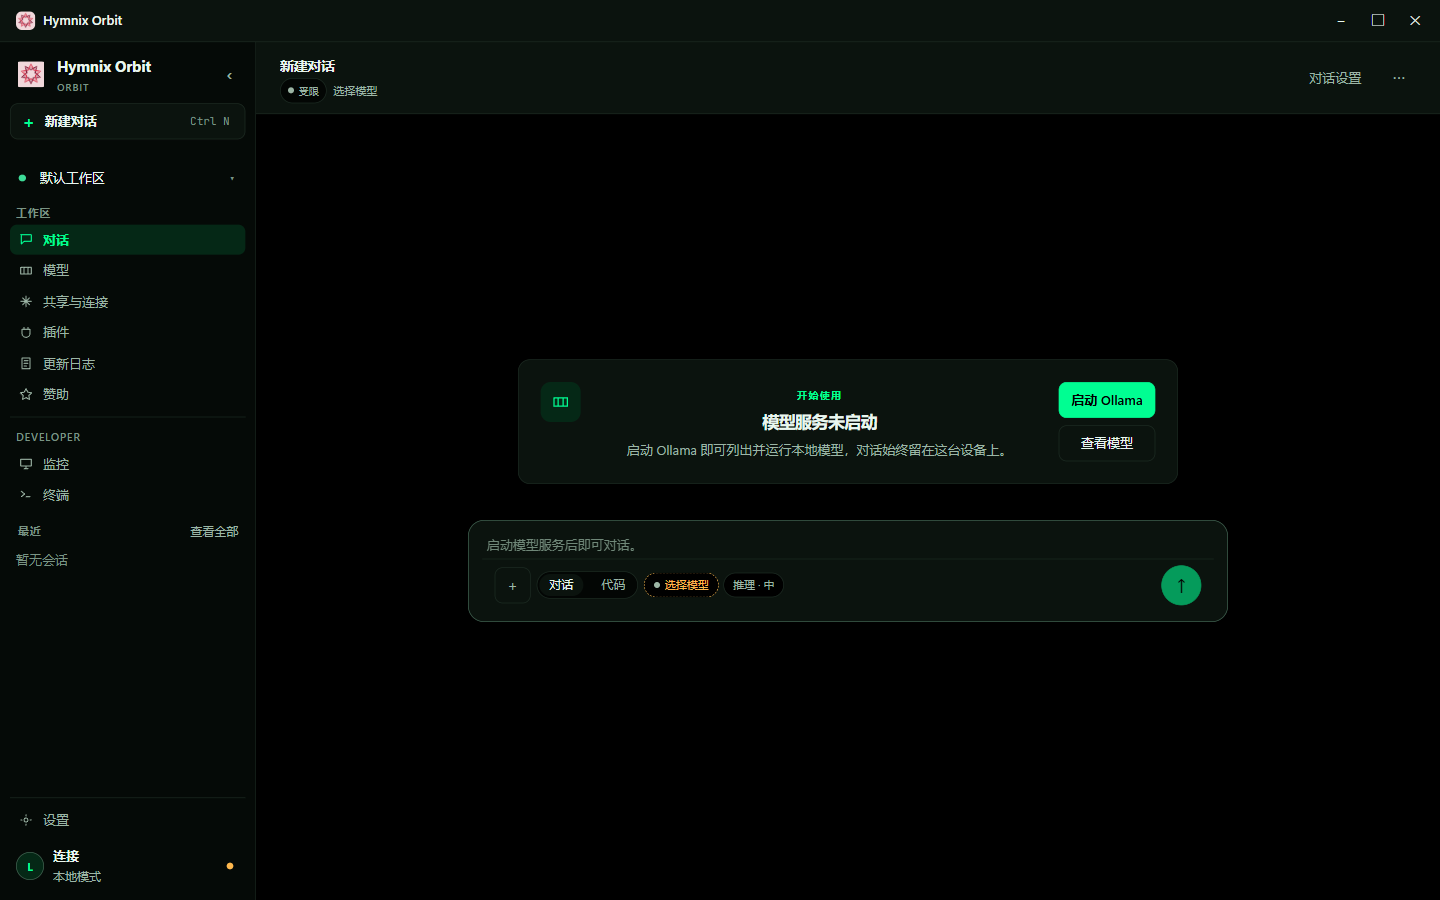 Hymnix Orbit
Hymnix Orbit
ORBIT
+ 新建对话 Ctrl N
默认工作区
工作区
对话
模型
共享与连接
插件
更新日志
赞助
DEVELOPER
监控
终端
最近 查看全部
暂无会话
设置
L
连接
本地模式
新建对话
受限 选择模型
对话设置 ···
开始使用
模型服务未启动
启动 Ollama 即可列出并运行本地模型，对话始终留在这台设备上。
启动 Ollama
查看模型
启动模型服务后即可对话。
+ 对话 代码 选择模型 推理 · 中 ↑